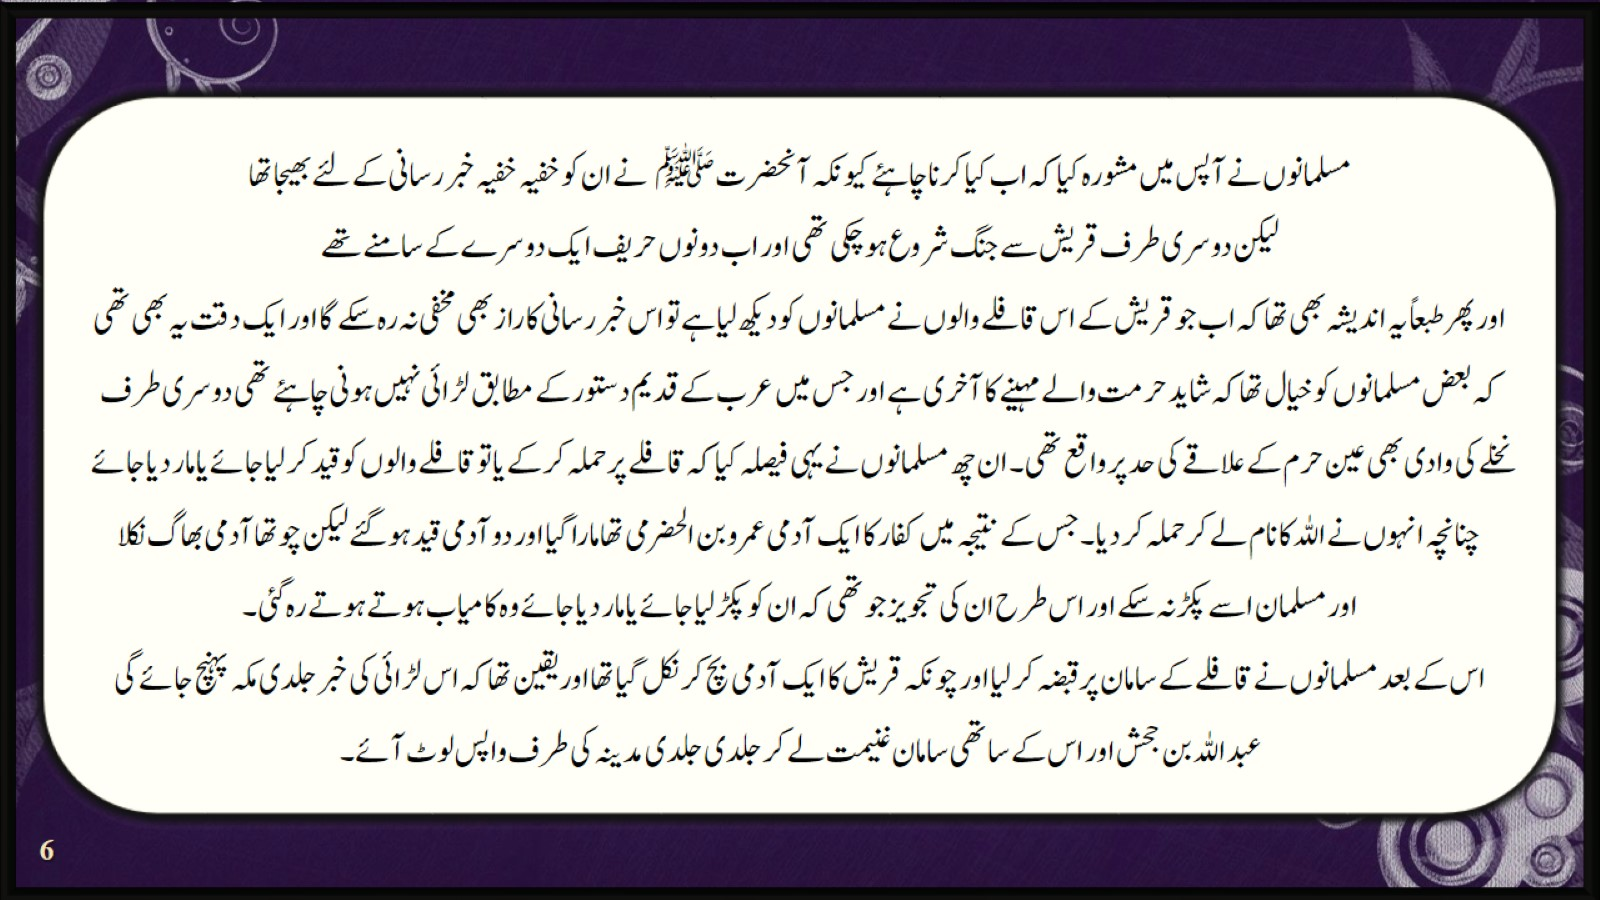 مسلمانوں نے آپس میں مشورہ کیا کہ اب کیا کرنا چاہئے کیونکہ آنحضرت ﷺ نے ان کو خفیہ خفیہ خبر رسانی کے لئے بھیجا تھا
لیکن دوسری طرف قریش سے جنگ شروع ہو چکی تھی اور اب دونوں حریف ایک دوسرے کے سامنے تھے
اور پھر طبعاً یہ اندیشہ بھی تھا کہ اب جو قریش کے اس قافلے والوں نے مسلمانوں کو دیکھ لیا ہے تو اس خبر رسانی کا راز بھی مخفی نہ رہ سکے گا اور ایک دقت یہ بھی تھی
کہ بعض مسلمانوں کو خیال تھا کہ شاید حرمت والے مہینے کا آخری ہے اور جس میں عرب کے قدیم دستور کے مطابق لڑائی نہیں ہونی چاہئے تھی دوسری طرف
نخلے کی وادی بھی عین حرم کے علاقے کی حد پر واقع تھی۔ ان چھ مسلمانوں نے یہی فیصلہ کیا کہ قافلے پر حملہ کر کے یا تو قافلے والوں کو قید کر لیا جائے یا مار دیا جائے
چنانچہ انہوں نے اللہ کا نام لے کر حملہ کر دیا۔ جس کے نتیجہ میں کفار کا ایک آدمی عمرو بن الحضرمی تھا مارا گیا اور دو آدمی قید ہو گئے لیکن چوتھا آدمی بھاگ نکلا
اور مسلمان اسے پکڑ نہ سکے اور اس طرح ان کی تجویز جو تھی کہ ان کو پکڑ لیا جائے یا مار دیا جائے وہ کامیاب ہوتے ہوتے رہ گئی۔
اس کے بعد مسلمانوں نے قافلے کے سامان پر قبضہ کر لیا اور چونکہ قریش کا ایک آدمی بچ کر نکل گیا تھا اور یقین تھا کہ اس لڑائی کی خبر جلدی مکہ پہنچ جائے گی
عبد اللہ بن جحش اور اس کے ساتھی سامان غنیمت لے کر جلدی جلدی مدینہ کی طرف واپس لوٹ آئے۔
6